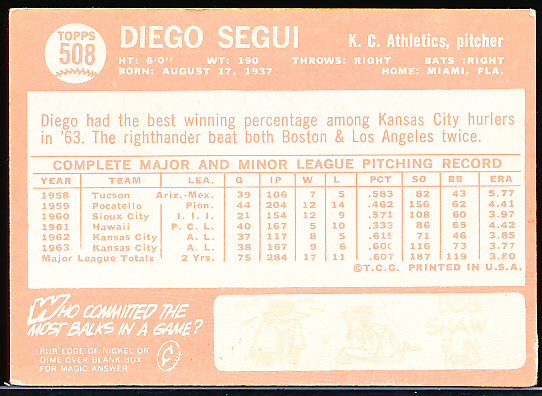 TOPPS
508
DIEGO SEGUI
K. C. Athletics, pitcher
HT: 6'0" WT: 190 THROWS: RIGHT BATS :RIGHT
BORN: AUGUST 17, 1937 HOME: MIAMI, FLA.
Diego had the best winning percentage among Kansas City hurlers
in '63. The righthander beat both Boston & Los Angeles twice.
COMPLETE MAJOR AND MINOR LEAGUE PITCHING RECORD
YEAR TEAM LEA. G IP W L PCT SO BB ERA
1958 Tucson Ariz.-Mex. 39 106 7 5 .583 82 43 5.77
1959 Pocatello Pion. 44 204 12 14 .462 156 62 4.41
1960 Sioux City I. I. I. 21 154 12 9 .571 108 60 3.97
1961 Hawaii P. C. L. 40 167 5 10 .333 86 65 4.42
1962 Kansas City A. L. 37 117 8 5 .615 71 46 3.85
1963 Kansas City A. L. 38 167 9 6 .600 116 73 3.77
Major League Totals 2 Yrs. 75 284 17 11 .607 187 119 3.80
©T.C.G. PRINTED IN U.S.A.
WHO COMMITTED THE
MOST BALKS IN A GAME?
RUB EDGE OF NICKEL OR
DIME OVER BLANK BOX
FOR MAGIC ANSWER
BOB
SHAW